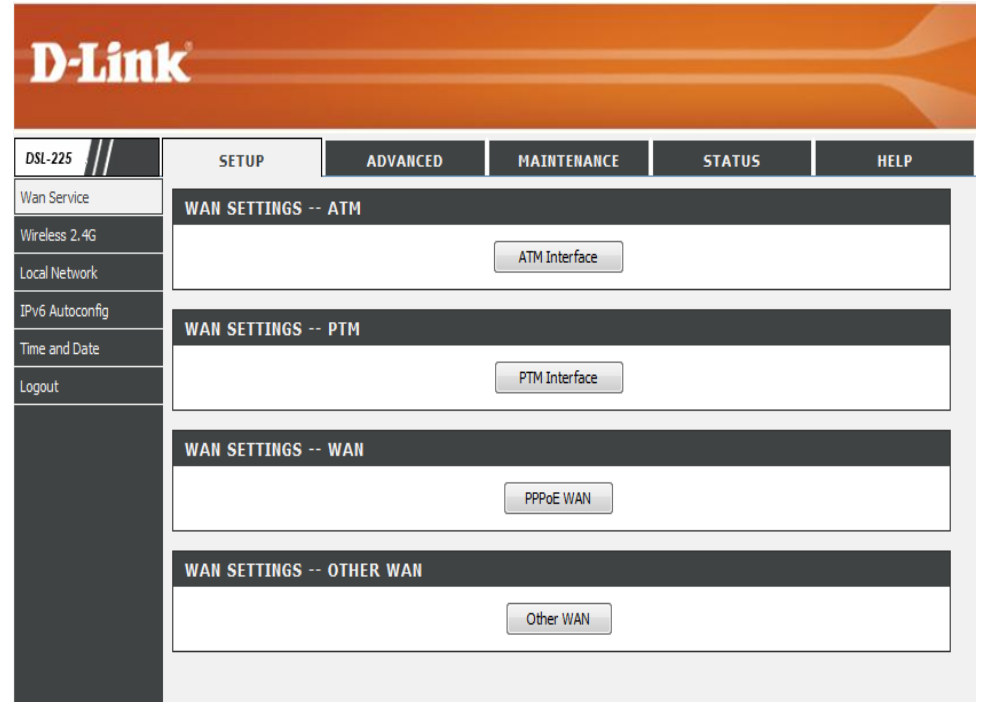 D-Link
DSL-225
SETUP
ADVANCED
MAINTENANCE
STATUS
HELP
Wan Service
Wireless 2.4G
Local Network
IPv6 Autoconfig
Time and Date
Logout
WAN SETTINGS -- ATM
ATM Interface
WAN SETTINGS -- PTM
PTM Interface
WAN SETTINGS -- WAN
PPPoE WAN
WAN SETTINGS -- OTHER WAN
Other WAN